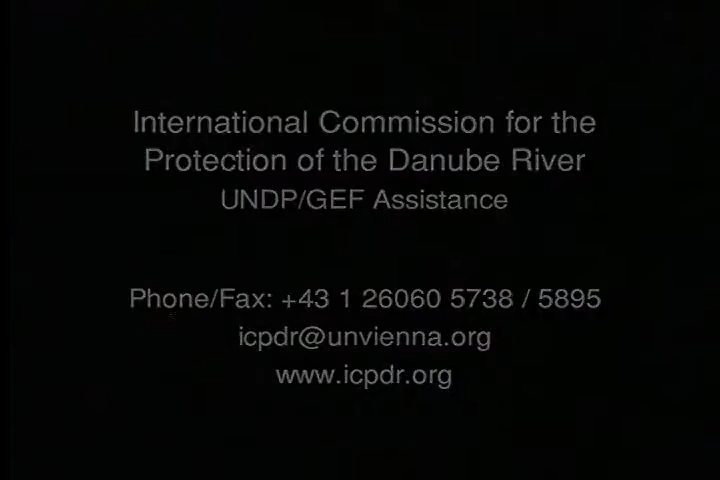 International Commission for the
Protection of the Danube River
UNDP/GEF Assistance
Phone/Fax: +43 1 26060 5738 / 5895
icpdr@unvienna.org
www.icpdr.org